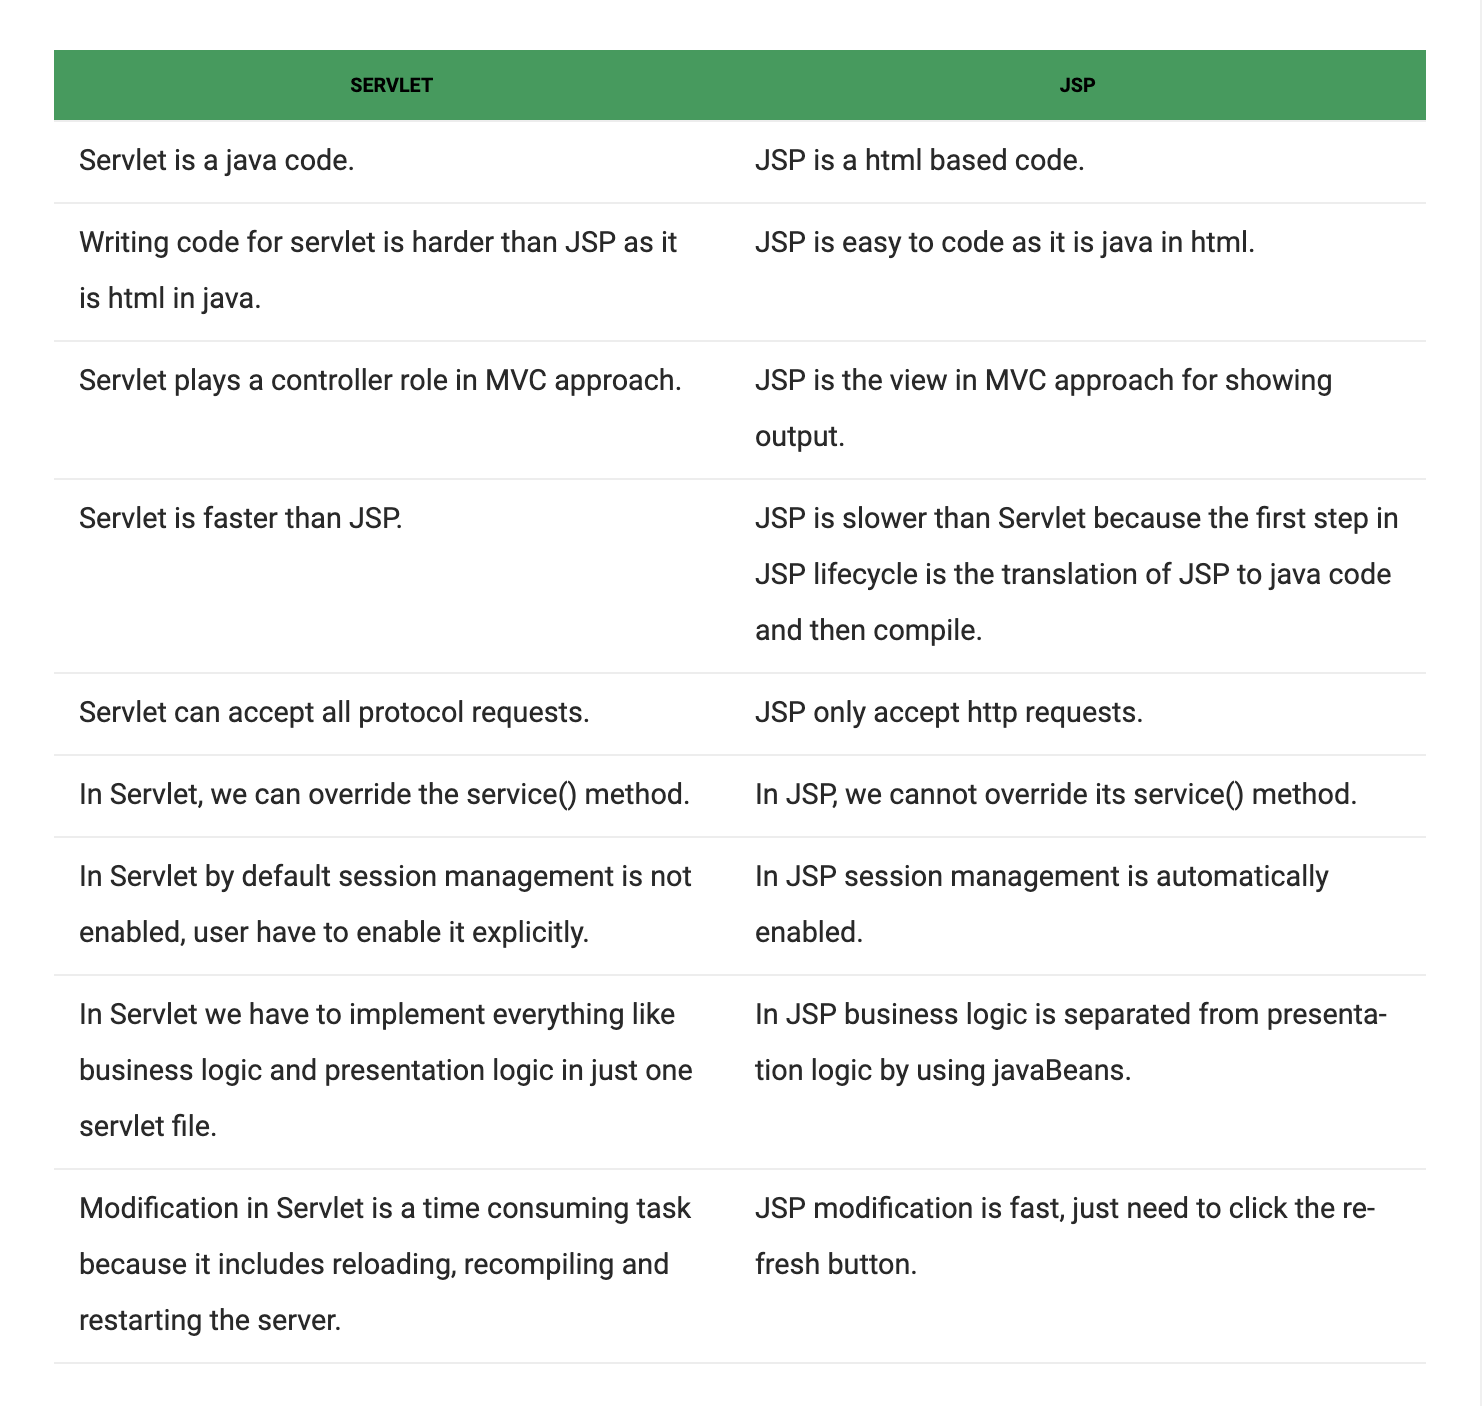 SERVLET JSP
Servlet is a java code.
JSP is a html based code.
Writing code for servlet is harder than JSP as it
is html in java.
JSP is easy to code as it is java in html.
Servlet plays a controller role in MVC approach.
JSP is the view in MVC approach for showing
output.
Servlet is faster than JSP.
JSP is slower than Servlet because the first step in
JSP lifecycle is the translation of JSP to java code
and then compile.
Servlet can accept all protocol requests.
JSP only accept http requests.
In Servlet, we can override the service() method.
In JSP, we cannot override its service() method.
In Servlet by default session management is not
enabled, user have to enable it explicitly.
In JSP session management is automatically
enabled.
In Servlet we have to implement everything like
business logic and presentation logic in just one
servlet file.
In JSP business logic is separated from presenta-
tion logic by using javaBeans.
Modification in Servlet is a time consuming task
because it includes reloading, recompiling and
restarting the server.
JSP modification is fast, just need to click the re-
fresh button.